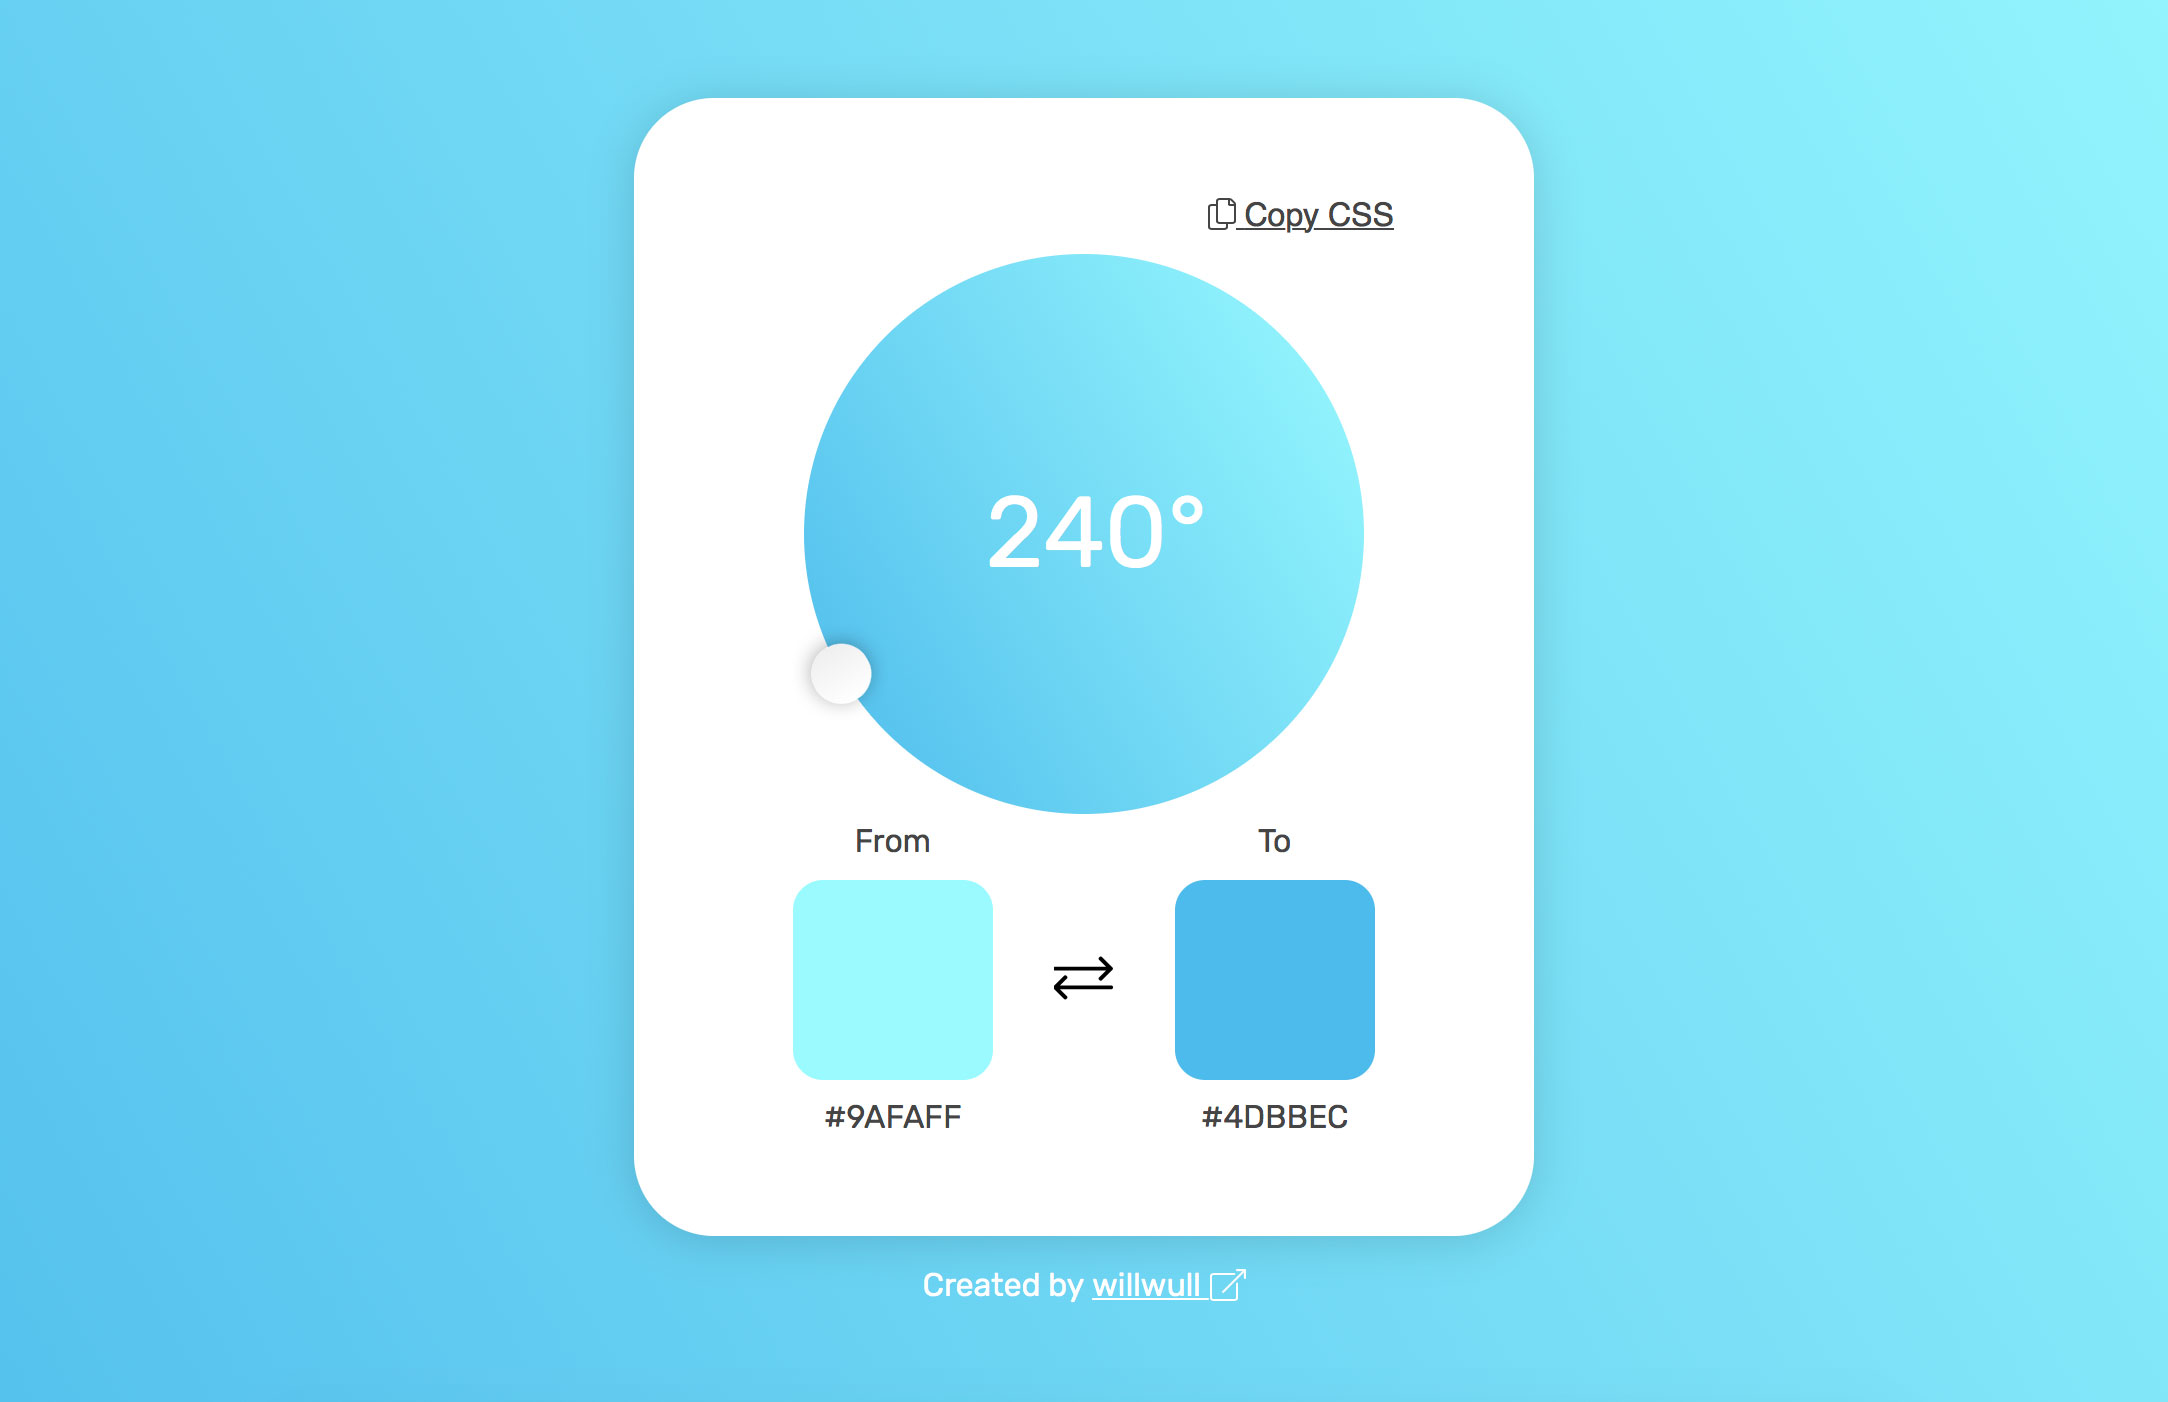 Copy CSS
240°
From
To
#9AFAFF
#4DBBEC
Created by willwull